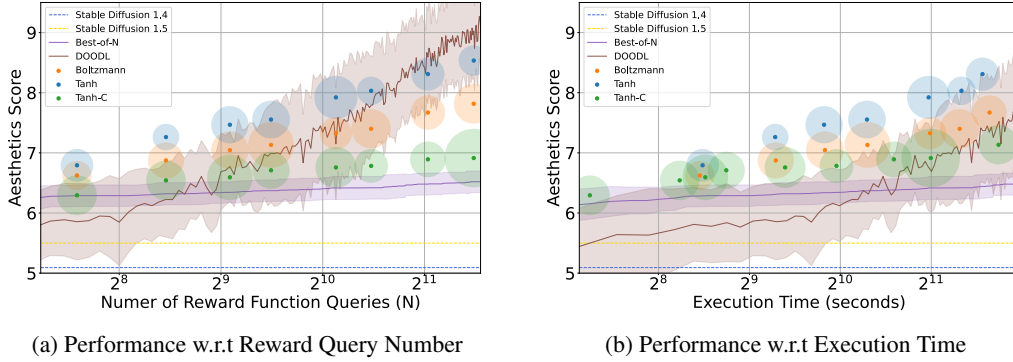 Stable Diffusion 1,4
Stable Diffusion 1.5
Best-of-N
DOODL
Boltzmann
Tanh
Tanh-C
Aesthetics Score
9
8
7
6
5
2^8
2^9
2^10
2^11
Numer of Reward Function Queries (N)
(a) Performance w.r.t Reward Query Number
Stable Diffusion 1,4
Stable Diffusion 1.5
Best-of-N
DOODL
Boltzmann
Tanh
Tanh-C
Aesthetics Score
9
8
7
6
5
2^8
2^9
2^10
2^11
Execution Time (seconds)
(b) Performance w.r.t Execution Time